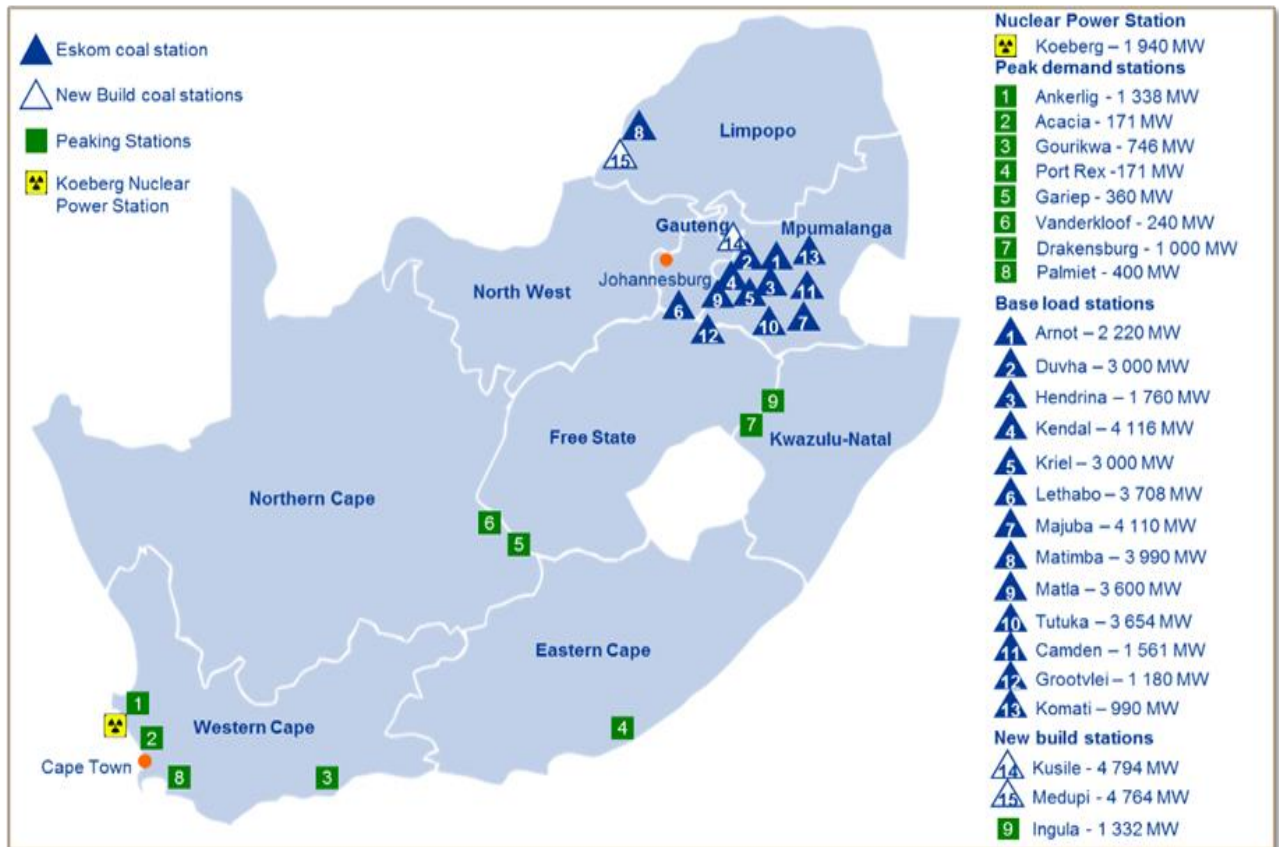 Eskom coal station
New Build coal stations
Peaking Stations
Koeberg Nuclear
Power Station
8
15
Limpopo
Gauteng
Mpumalanga
14
2
1
13
Johannesburg
4
3
11
9
5
6
12
10
7
North West
9
7
Free State
Kwazulu-Natal
Northern Cape
6
5
Eastern Cape
1
2
Western Cape
4
Cape Town
8
3
Nuclear Power Station
Koeberg – 1 940 MW
Peak demand stations
1 Ankerlig - 1 338 MW
2 Acacia - 171 MW
3 Gourikwa - 746 MW
4 Port Rex -171 MW
5 Gariep - 360 MW
6 Vanderkloof - 240 MW
7 Drakensburg – 1 000 MW
8 Palmiet - 400 MW
Base load stations
1 Arnot – 2 220 MW
2 Duvha – 3 000 MW
3 Hendrina – 1 760 MW
4 Kendal – 4 116 MW
5 Kriel – 3 000 MW
6 Lethabo – 3 708 MW
7 Majuba – 4 110 MW
8 Matimba – 3 990 MW
9 Matla – 3 600 MW
10 Tutuka – 3 654 MW
11 Camden – 1 561 MW
12 Grootvlei – 1 180 MW
13 Komati – 990 MW
New build stations
14 Kusile - 4 794 MW
15 Medupi - 4 764 MW
9 Ingula - 1 332 MW